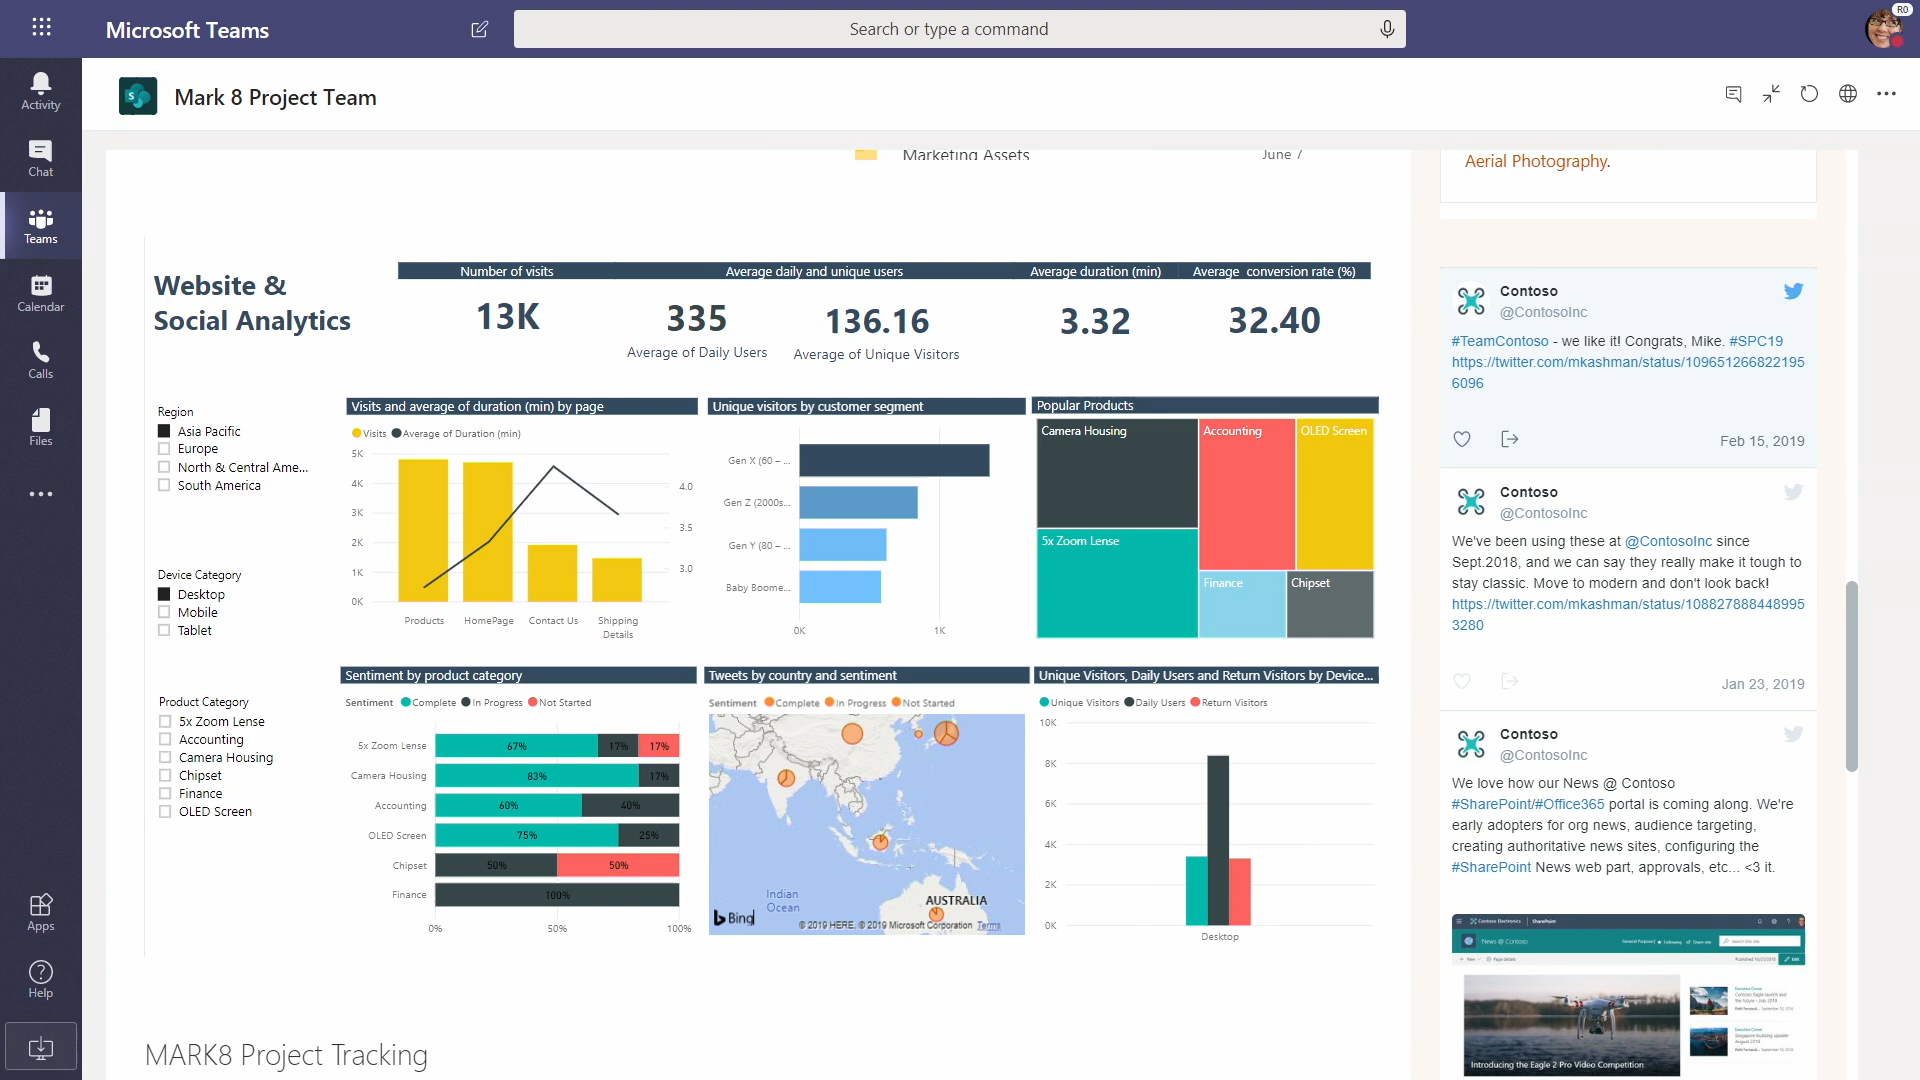 Microsoft Teams
Search or type a command
R0
Activity
Chat
Teams
Calendar
Calls
Files
Apps
Help
S
Mark 8 Project Team
Marketing Assets
June 7
Website &
Social Analytics
Number of visits
13K
Average daily and unique users
335
Average of Daily Users
136.16
Average of Unique Visitors
Average duration (min)
3.32
Average conversion rate (%)
32.40
Region
Asia Pacific
Europe
North & Central Ame...
South America
Device Category
Desktop
Mobile
Tablet
Product Category
5x Zoom Lense
Accounting
Camera Housing
Chipset
Finance
OLED Screen
Visits and average of duration (min) by page
Visits Average of Duration (min)
5K
4K
3K
2K
1K
0K
4.0
3.5
3.0
Products HomePage Contact Us Shipping
Details
Unique visitors by customer segment
Gen X (60 – ...
Gen Z (2000s...
Gen Y (80 – ...
Baby Boome...
0K 1K
Popular Products
Camera Housing
Accounting
OLED Screen
5x Zoom Lense
Finance
Chipset
Sentiment by product category
Sentiment Complete In Progress Not Started
5x Zoom Lense 67% 17% 17%
Camera Housing 83% 17%
Accounting 60% 40%
OLED Screen 75% 25%
Chipset 50% 50%
Finance 100%
0% 50% 100%
Tweets by country and sentiment
Sentiment Complete In Progress Not Started
Indian
Ocean
AUSTRALIA
Bing
© 2019 HERE, © 2019 Microsoft Corporation Terms
Unique Visitors, Daily Users and Return Visitors by Device...
Unique Visitors Daily Users Return Visitors
10K
8K
6K
4K
2K
0K
Desktop
MARK8 Project Tracking
Aerial Photography.
Contoso
@ContosoInc
#TeamContoso - we like it! Congrats, Mike. #SPC19
https://twitter.com/mkashman/status/109651266822195
6096
Feb 15, 2019
Contoso
@ContosoInc
We've been using these at @ContosoInc since
Sept.2018, and we can say they really make it tough to
stay classic. Move to modern and don't look back!
https://twitter.com/mkashman/status/108827888448995
3280
Jan 23, 2019
Contoso
@ContosoInc
We love how our News @ Contoso
#SharePoint/#Office365 portal is coming along. We're
early adopters for org news, audience targeting,
creating authoritative news sites, configuring the
#SharePoint News web part, approvals, etc... <3 it.
Contoso Electronics SharePoint
News @ Contoso
Introducing the Eagle 2 Pro Video Competition